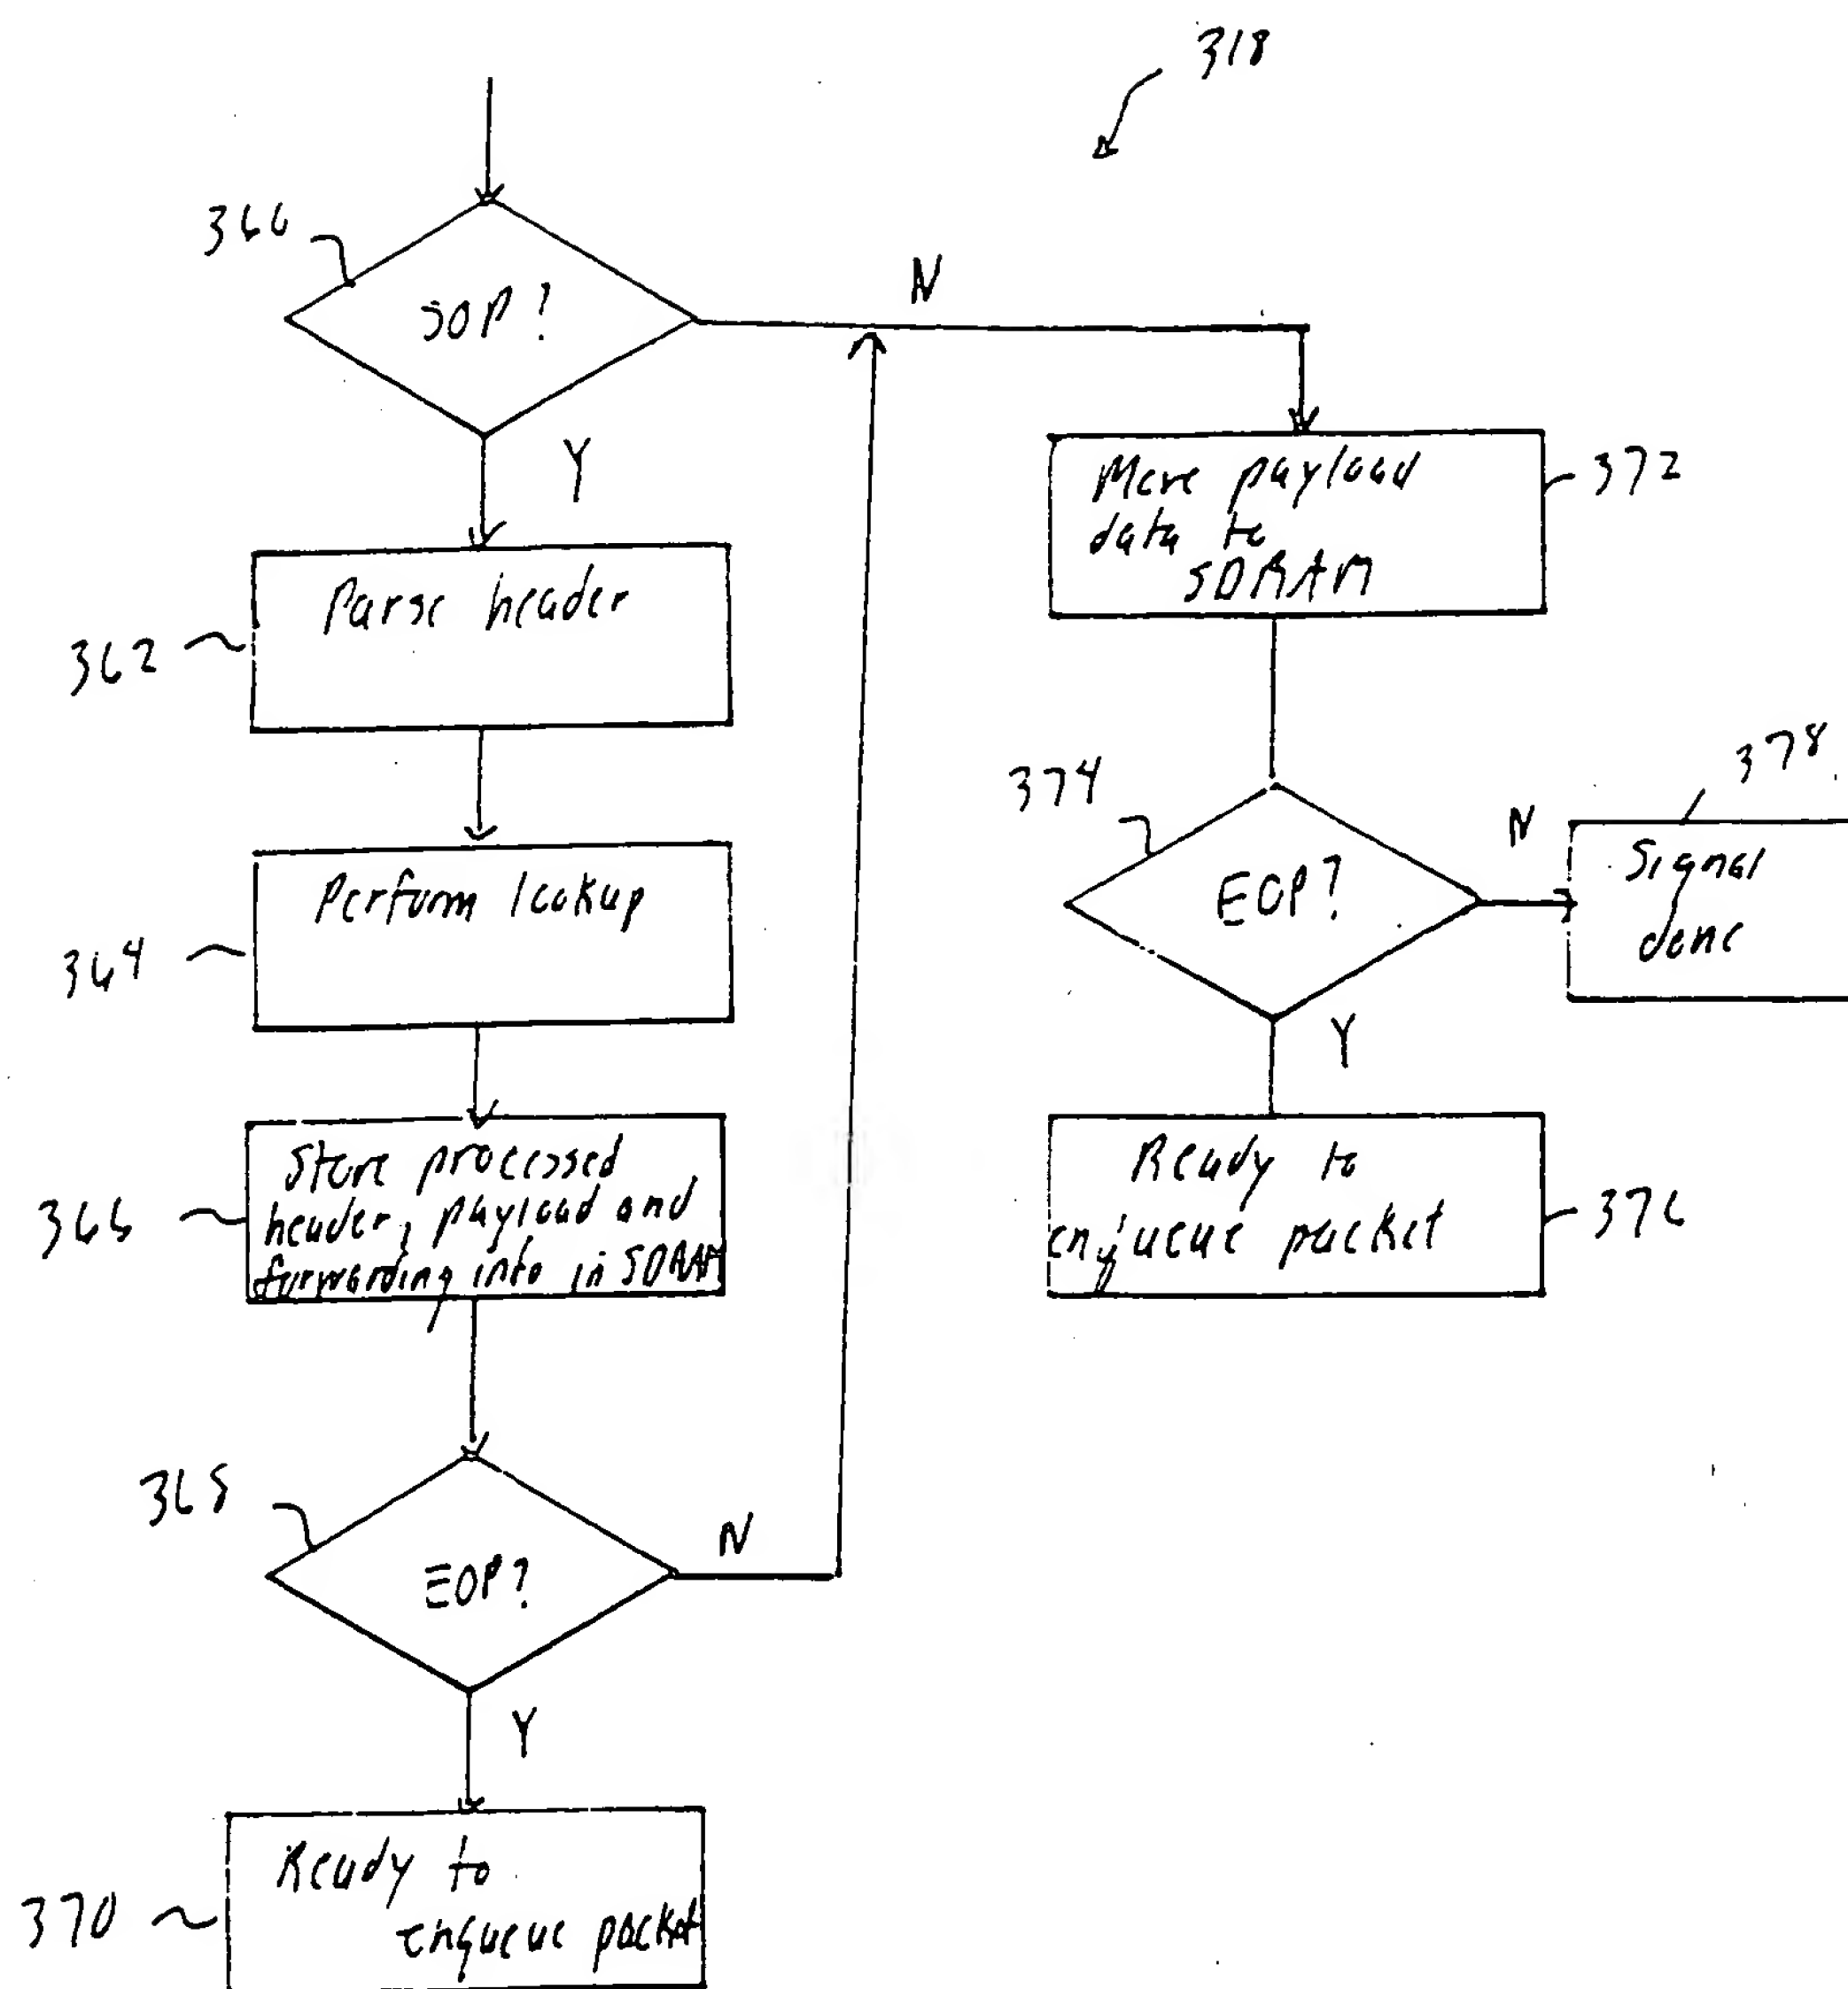 318
360
SOP?
N
Y
Move payload
data to
SDRAM
372
Parse header
362
378
374
EOP?
N
Signal
done
Perform lookup
364
Y
Store processed
header, payload and
forwarding info in SDRAM
366
Ready to
enqueue packet
376
368
EOP?
N
Y
Ready to
enqueue packet
370